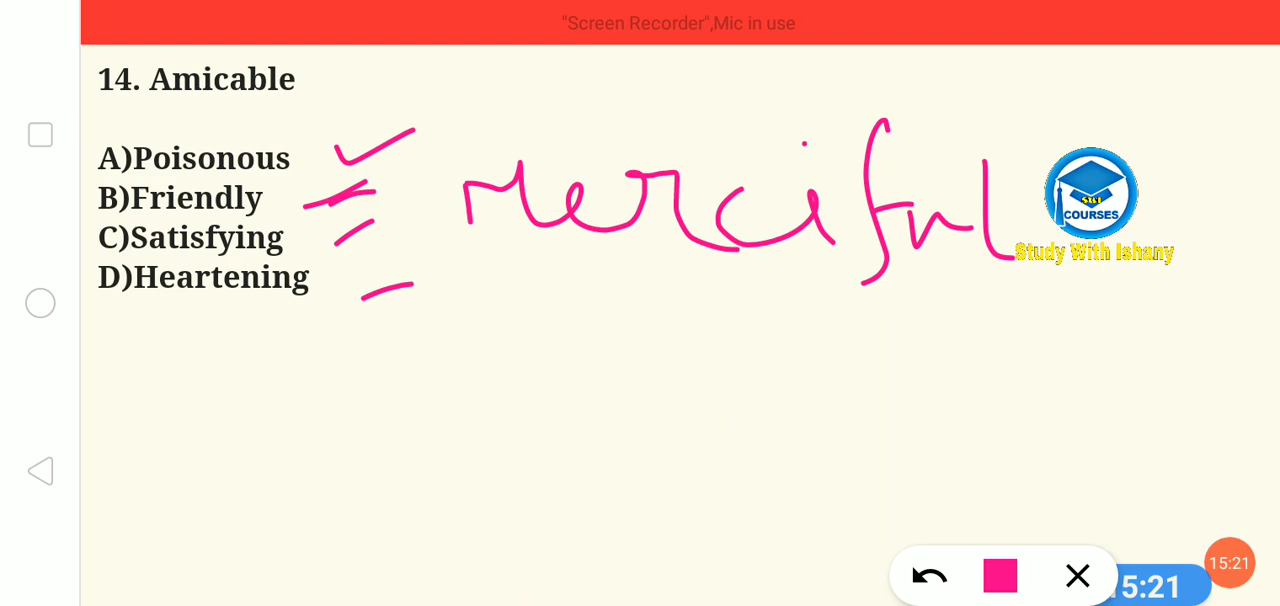 "Screen Recorder",Mic in use
14. Amicable
A)Poisonous
B)Friendly
C)Satisfying
D)Heartening
Merciful
SWI
COURSES
Study With Ishany
5:21
15:21